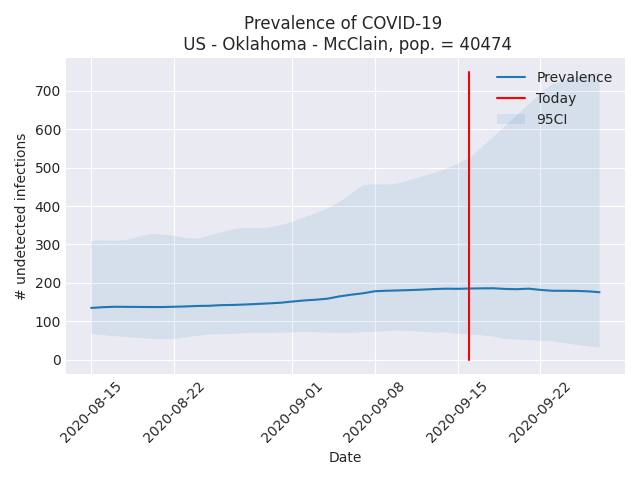 Prevalence of COVID-19
US - Oklahoma - McClain, pop. = 40474
Prevalence
Today
95CI
# undetected infections
700
600
500
400
300
200
100
0
2020-08-15
2020-08-22
2020-09-01
2020-09-08
2020-09-15
2020-09-22
Date